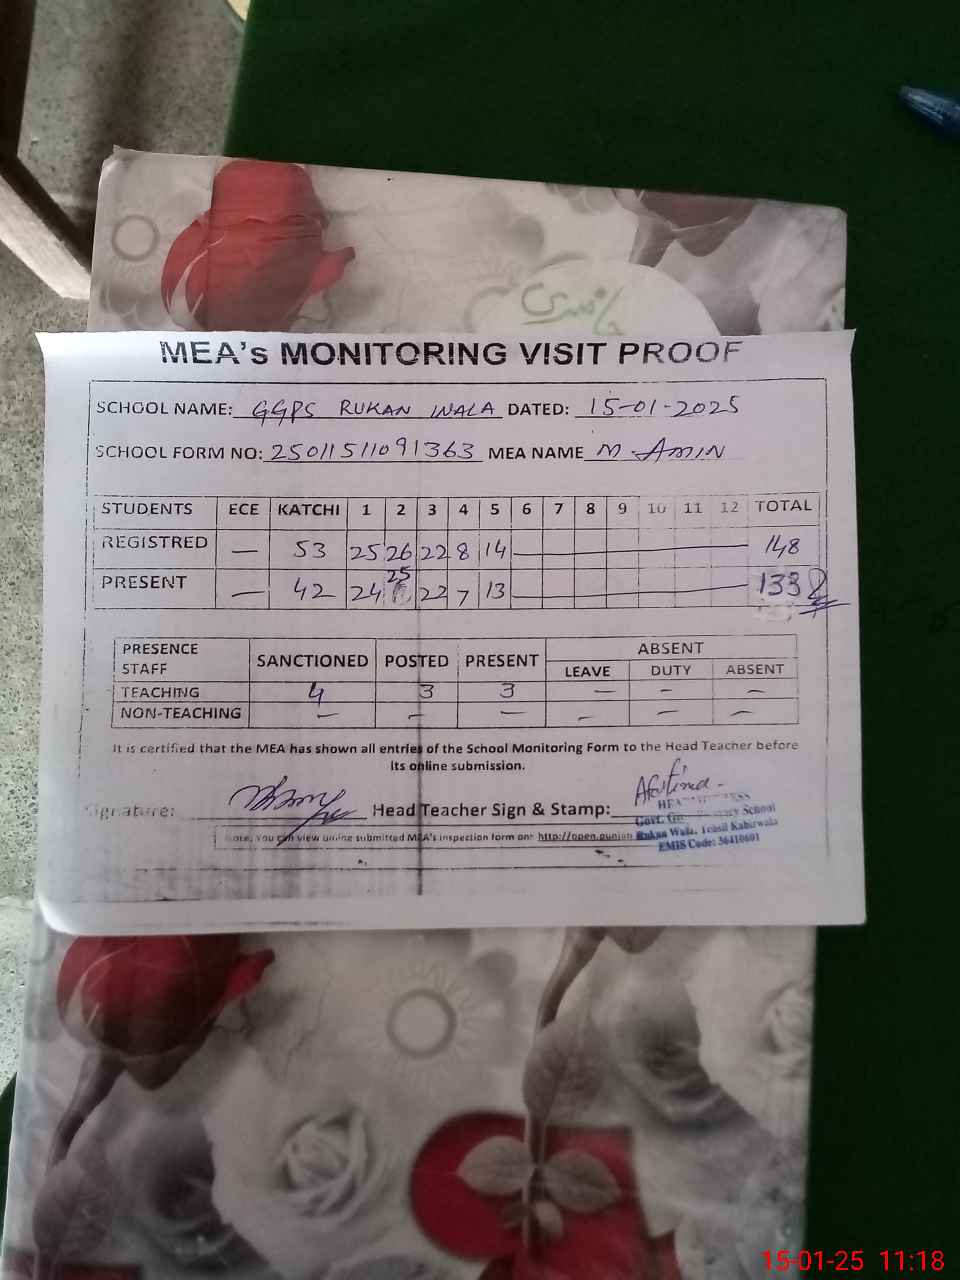 حاضری
MEA's MONITORING VISIT PROOF
SCHOOL NAME: GGPS RUKAN WALA DATED: 15-01-2025
SCHOOL FORM NO: 25011511091363 MEA NAME M. AMIN
STUDENTS ECE KATCHI 1 2 3 4 5 6 7 8 9 10 11 12 TOTAL
REGISTRED — 53 25 26 22 8 14 — 148
PRESENT — 42 24 25 22 7 13 — 133
PRESENCE STAFF SANCTIONED POSTED PRESENT ABSENT
LEAVE DUTY ABSENT
TEACHING 4 3 3 — — —
NON-TEACHING — — — — — —
It is certified that the MEA has shown all entries of the School Monitoring Form to the Head Teacher before
its online submission.
Signature: Head Teacher Sign & Stamp:
Govt. School
Rukan Wala, Tehsil Kabirwala
EMIS Code: 36410601
Note. You can view online submitted MEA's inspection form on: http://open.punjab
15-01-25 11:18